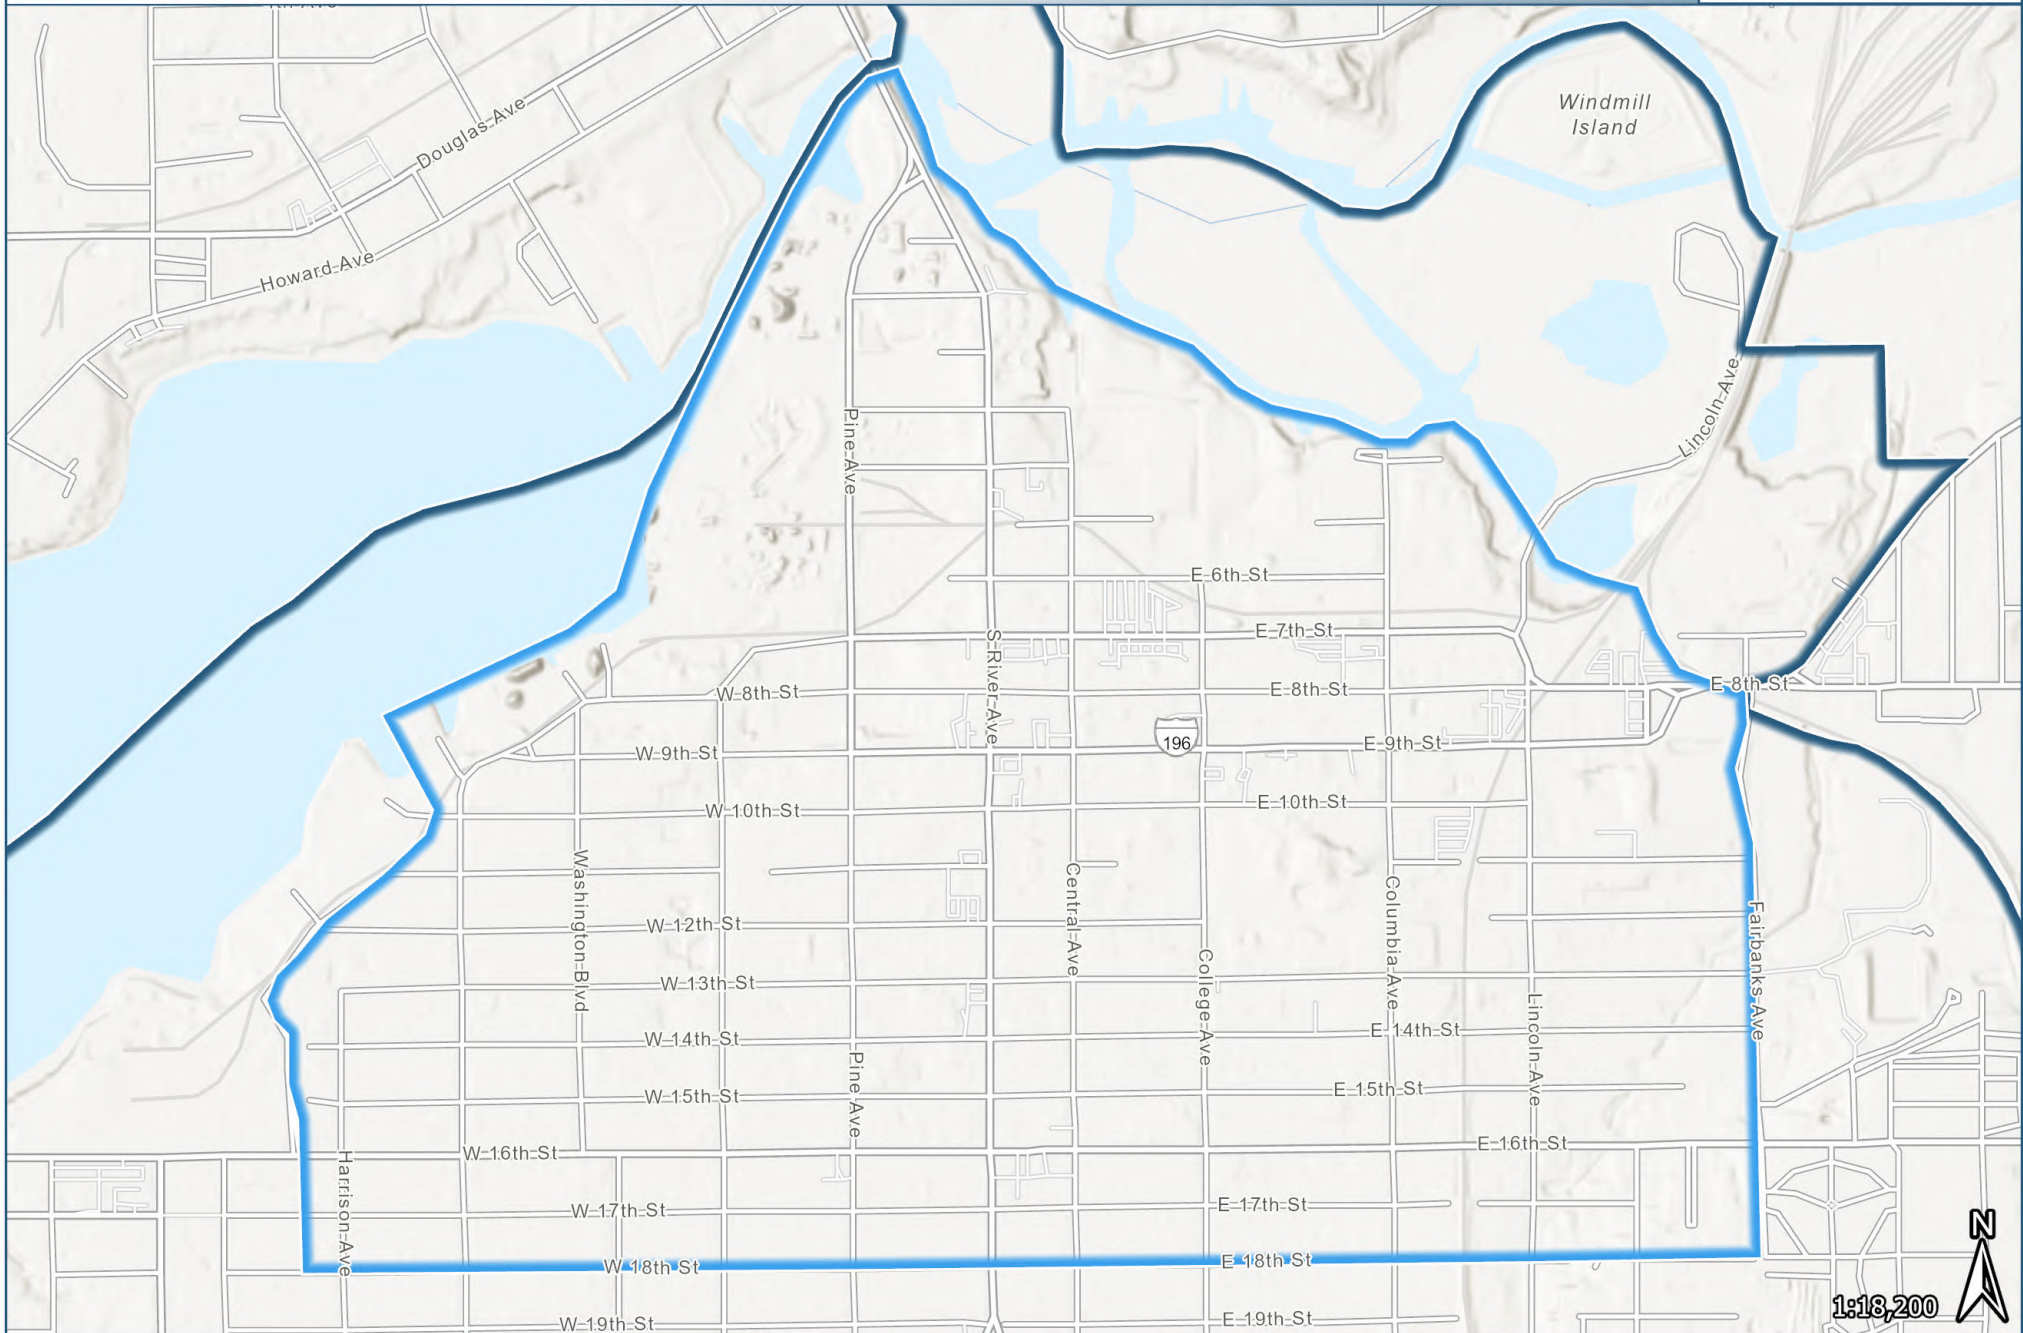 Windmill
Island
Douglas Ave
Howard Ave
Lincoln Ave
Pine Ave
E 6th St
E 7th St
S River Ave
W 8th St
E 8th St
E 8th St
196
W 9th St
E 9th St
W 10th St
E 10th St
Washington Blvd
Central Ave
Columbia Ave
Fairbanks Ave
W 12th St
College Ave
W 13th St
Lincoln Ave
W 14th St
E 14th St
Pine Ave
W 15th St
E 15th St
W 16th St
E 16th St
Harrison Ave
W 17th St
E 17th St
W 18th St
E 18th St
N
1:18,200
W 19th St
E 19th St